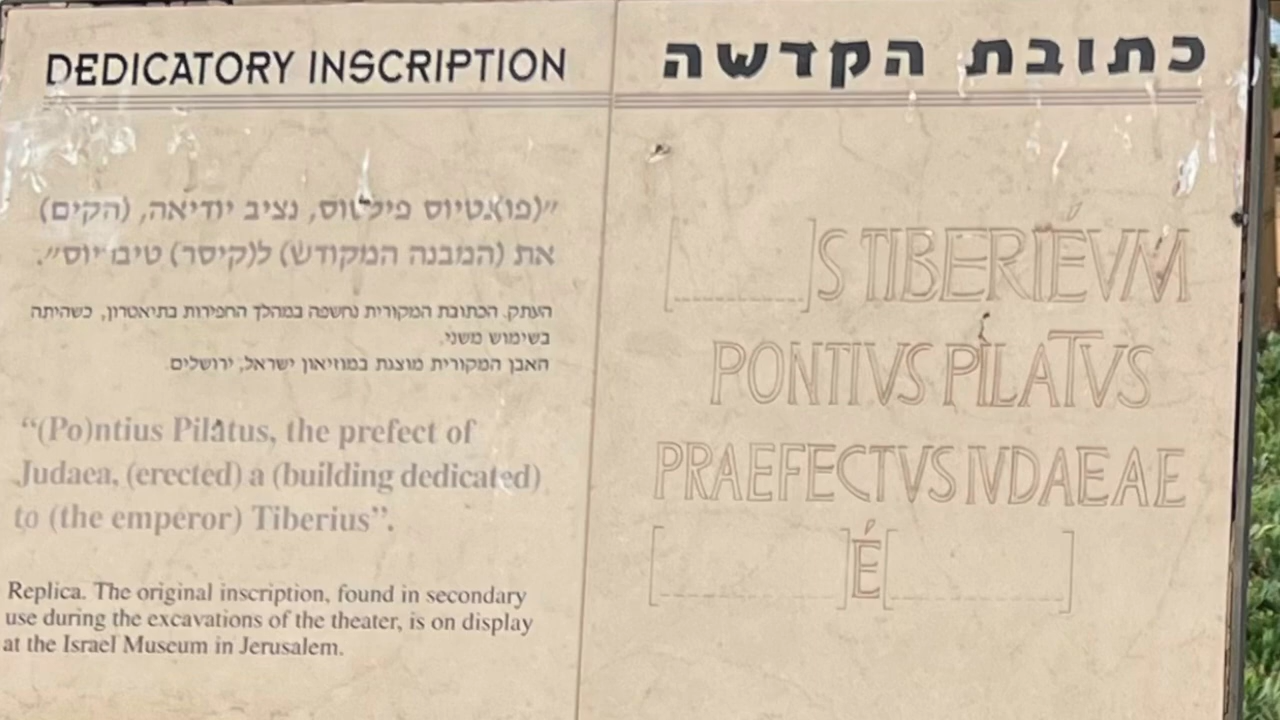 DEDICATORY INSCRIPTION
כתובת הקדשה
"(פו)נטיוס פילטוס, נציב יודיאה, (הקים)
את (המבנה המקודש) ל(קיסר) טיבריוס".
העתק. הכתובת המקורית נחשפה במהלך החפירות בתיאטרון, כשהיתה
בשימוש משני.
האבן המקורית מוצגת במוזיאון ישראל, ירושלים.
"(Po)ntius Pilatus, the prefect of
Judaea, (erected) a (building dedicated)
to (the emperor) Tiberius".
Replica. The original inscription, found in secondary
use during the excavations of the theater, is on display
at the Israel Museum in Jerusalem.
[........]S TIBERIÉVM
PONTIVS PILATVS
PRAEFECTVS IVDAEAE
[........]É[........]